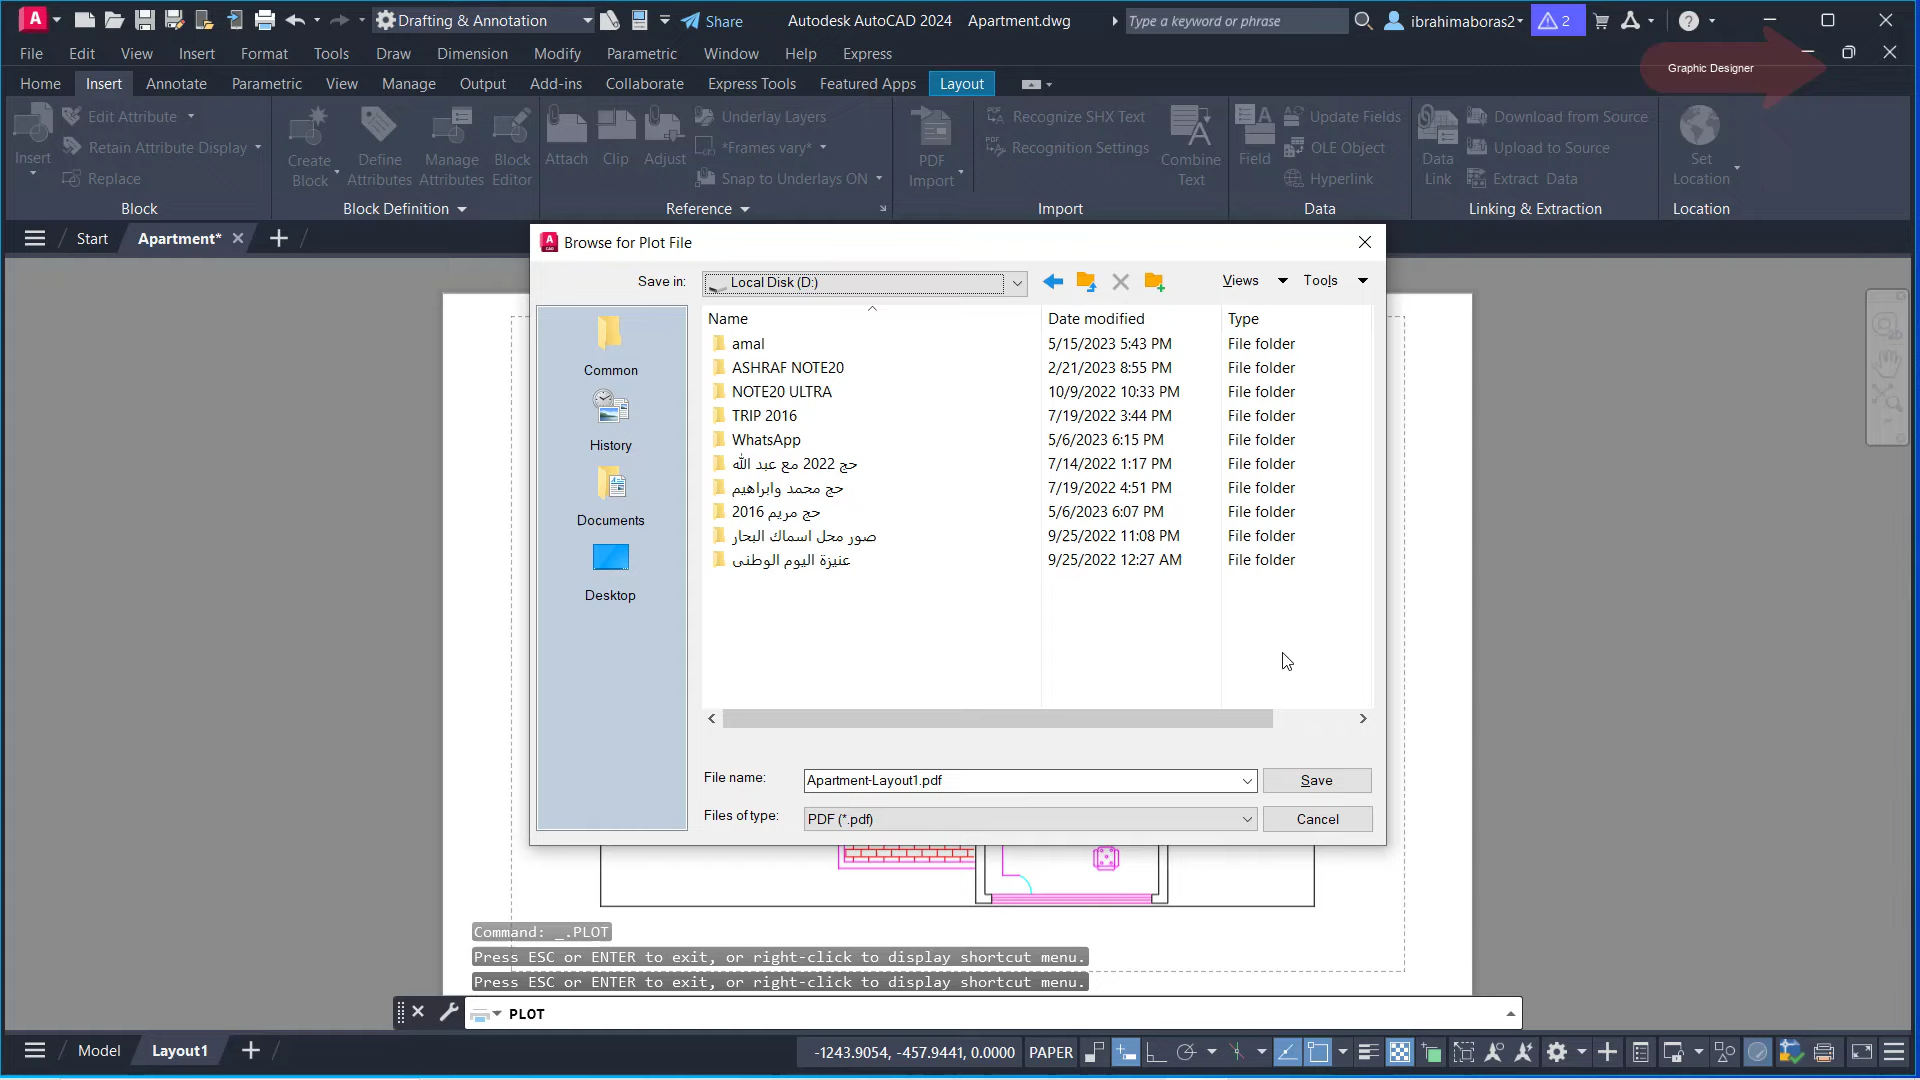 Drafting & Annotation
Share
Autodesk AutoCAD 2024 Apartment.dwg
Type a keyword or phrase
ibrahimaboras2
2
File Edit View Insert Format Tools Draw Dimension Modify Parametric Window Help Express
Graphic Designer
Home Insert Annotate Parametric View Manage Output Add-ins Collaborate Express Tools Featured Apps Layout
Insert
Edit Attribute
Retain Attribute Display
Replace
Block
Create Block
Define Attributes
Manage Attributes
Block Editor
Block Definition
Attach
Clip
Adjust
Underlay Layers
*Frames vary*
Snap to Underlays ON
Reference
PDF Import
Recognize SHX Text
Recognition Settings
Combine Text
Import
Field
Update Fields
OLE Object
Hyperlink
Data
Data Link
Download from Source
Upload to Source
Extract Data
Linking & Extraction
Set Location
Location
Start
Apartment*
Browse for Plot File
Save in:
Local Disk (D:)
Views
Tools
Common
History
Documents
Desktop
Name Date modified Type
amal 5/15/2023 5:43 PM File folder
ASHRAF NOTE20 2/21/2023 8:55 PM File folder
NOTE20 ULTRA 10/9/2022 10:33 PM File folder
TRIP 2016 7/19/2022 3:44 PM File folder
WhatsApp 5/6/2023 6:15 PM File folder
حج 2022 مع عبد الله 7/14/2022 1:17 PM File folder
حج محمد وابراهيم 7/19/2022 4:51 PM File folder
حج مريم 2016 5/6/2023 6:07 PM File folder
صور محل اسماك البحار 9/25/2022 11:08 PM File folder
عنيزة اليوم الوطنى 9/25/2022 12:27 AM File folder
File name:
Apartment-Layout1.pdf
Save
Files of type:
PDF (*.pdf)
Cancel
Command: _.PLOT
Press ESC or ENTER to exit, or right-click to display shortcut menu.
Press ESC or ENTER to exit, or right-click to display shortcut menu.
PLOT
Model
Layout1
-1243.9054, -457.9441, 0.0000
PAPER